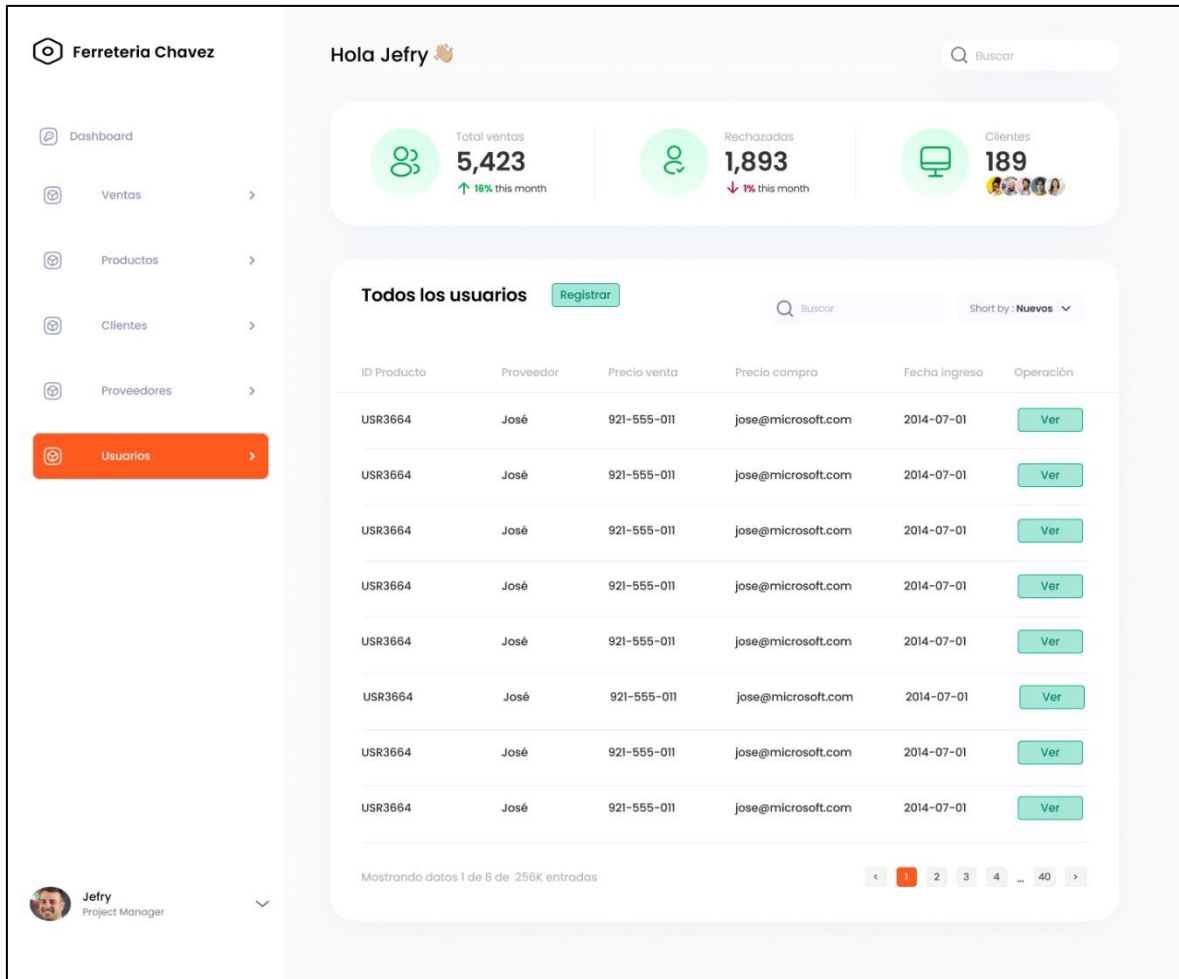 Ferreteria Chavez
Hola Jefry 👋🏼
Buscar
Dashboard
Ventas
Productos
Clientes
Proveedores
Usuarios
Total ventas
5,423
16% this month
Rechazadas
1,893
1% this month
Clientes
189
Todos los usuarios
Registrar
Buscar
Short by : Nuevos
ID Producto Proveedor Precio venta Precio compra Fecha ingreso Operación
USR3664 José 921-555-011 jose@microsoft.com 2014-07-01 Ver
USR3664 José 921-555-011 jose@microsoft.com 2014-07-01 Ver
USR3664 José 921-555-011 jose@microsoft.com 2014-07-01 Ver
USR3664 José 921-555-011 jose@microsoft.com 2014-07-01 Ver
USR3664 José 921-555-011 jose@microsoft.com 2014-07-01 Ver
USR3664 José 921-555-011 jose@microsoft.com 2014-07-01 Ver
USR3664 José 921-555-011 jose@microsoft.com 2014-07-01 Ver
USR3664 José 921-555-011 jose@microsoft.com 2014-07-01 Ver
Mostrando datos 1 de 8 de 256K entradas
< 1 2 3 4 ... 40 >
Jefry
Project Manager